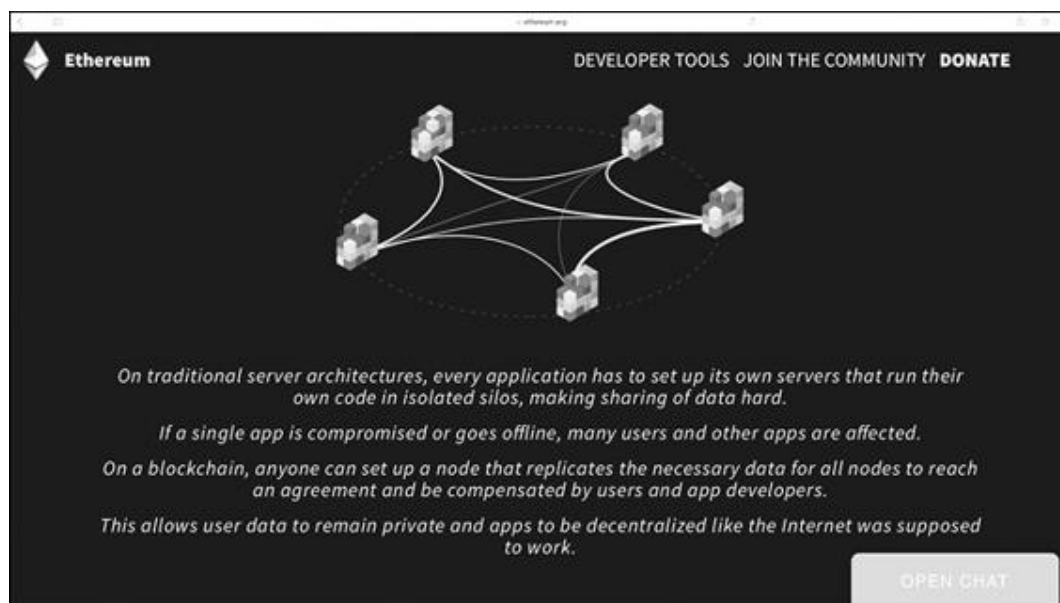 ethereum.org
Ethereum
DEVELOPER TOOLS JOIN THE COMMUNITY DONATE
On traditional server architectures, every application has to set up its own servers that run their
own code in isolated silos, making sharing of data hard.
If a single app is compromised or goes offline, many users and other apps are affected.
On a blockchain, anyone can set up a node that replicates the necessary data for all nodes to reach
an agreement and be compensated by users and app developers.
This allows user data to remain private and apps to be decentralized like the Internet was supposed
to work.
OPEN CHAT